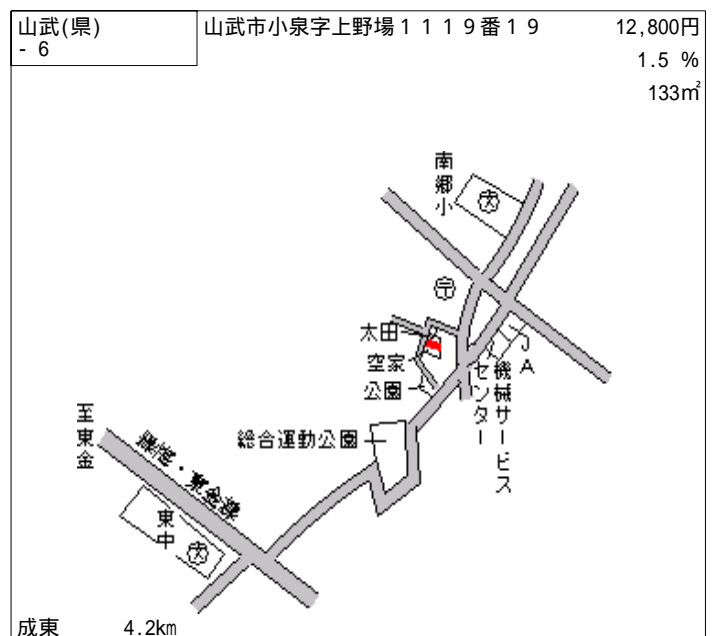 山武(県)
- 6
山武市小泉字上野場１１１９番１９
12,800円
1.5 %
133㎡
南郷小
太田
空家
公園
ＪＡ
機械サービスセンター
総合運動公園
至東金
東中
成東 4.2km